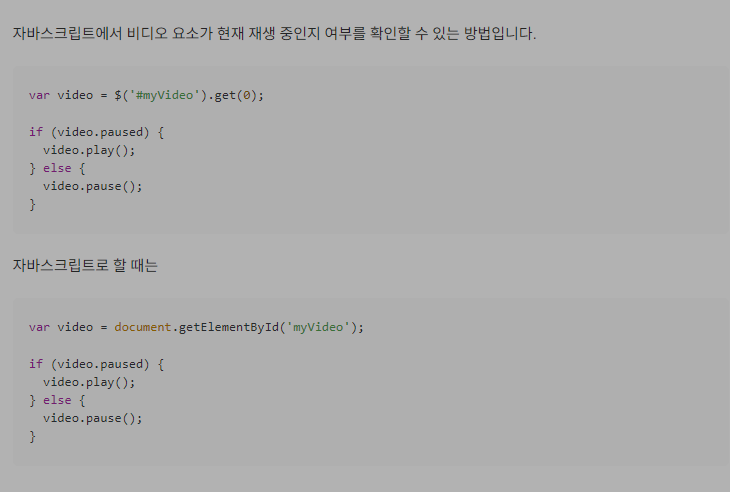 자바스크립트에서 비디오 요소가 현재 재생 중인지 여부를 확인할 수 있는 방법입니다.
var video = $('#myVideo').get(0);
if (video.paused) {
  video.play();
} else {
  video.pause();
}
자바스크립트로 할 때는
var video = document.getElementById('myVideo');
if (video.paused) {
  video.play();
} else {
  video.pause();
}